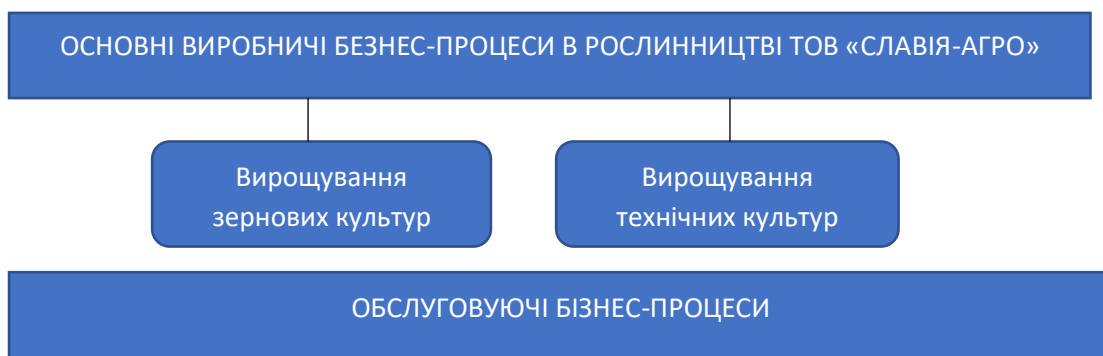 ОСНОВНІ ВИРОБНИЧІ БЕЗНЕС-ПРОЦЕСИ В РОСЛИННИЦТВІ ТОВ «СЛАВІЯ-АГРО»
Вирощування
зернових культур
Вирощування
технічних культур
ОБСЛУГОВУЮЧІ БІЗНЕС-ПРОЦЕСИ